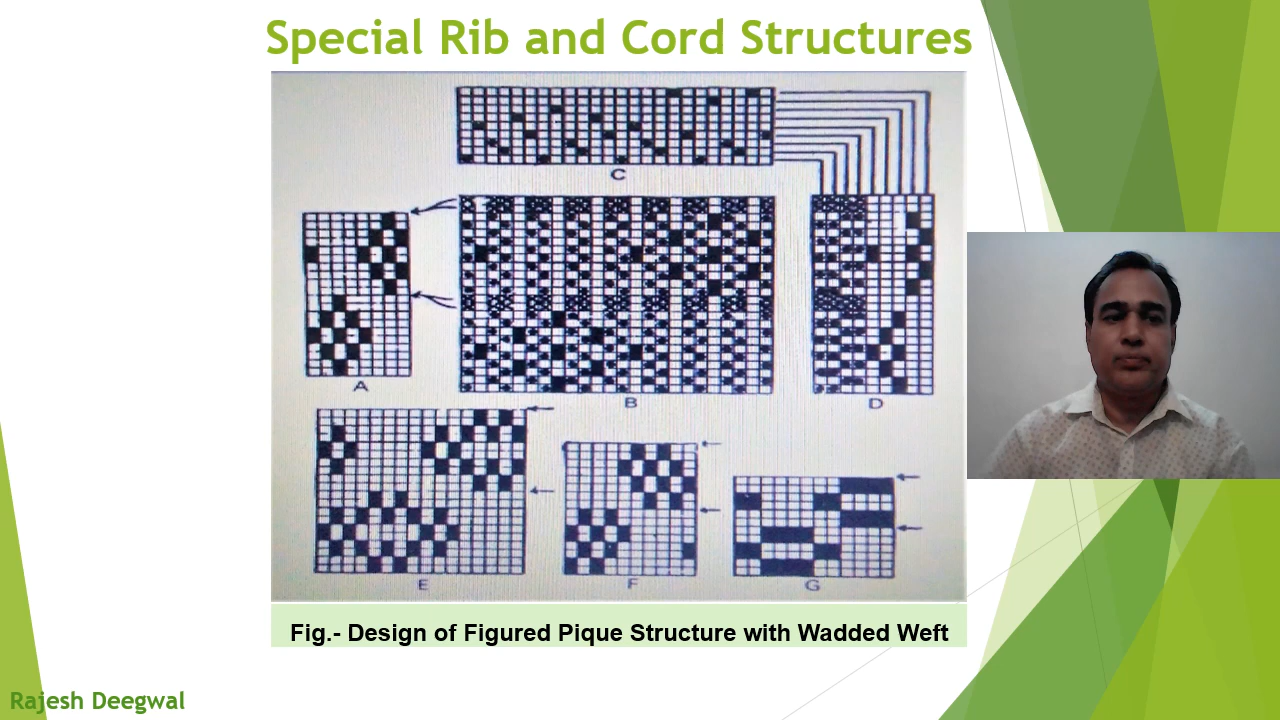 Special Rib and Cord Structures
C
A
B
D
E
F
G
Fig.- Design of Figured Pique Structure with Wadded Weft
Rajesh Deegwal